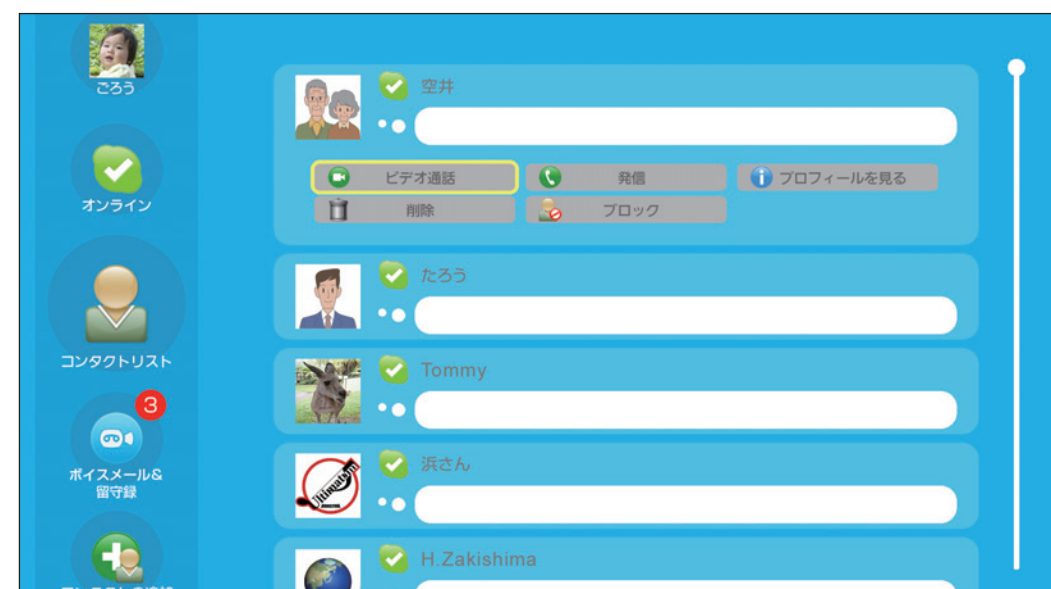 ごろう
オンライン
コンタクトリスト
3
ボイスメール&
留守録
空井
ビデオ通話
発信
プロフィールを見る
削除
ブロック
たろう
Tommy
浜さん
Ultimatum
H.Zakishima